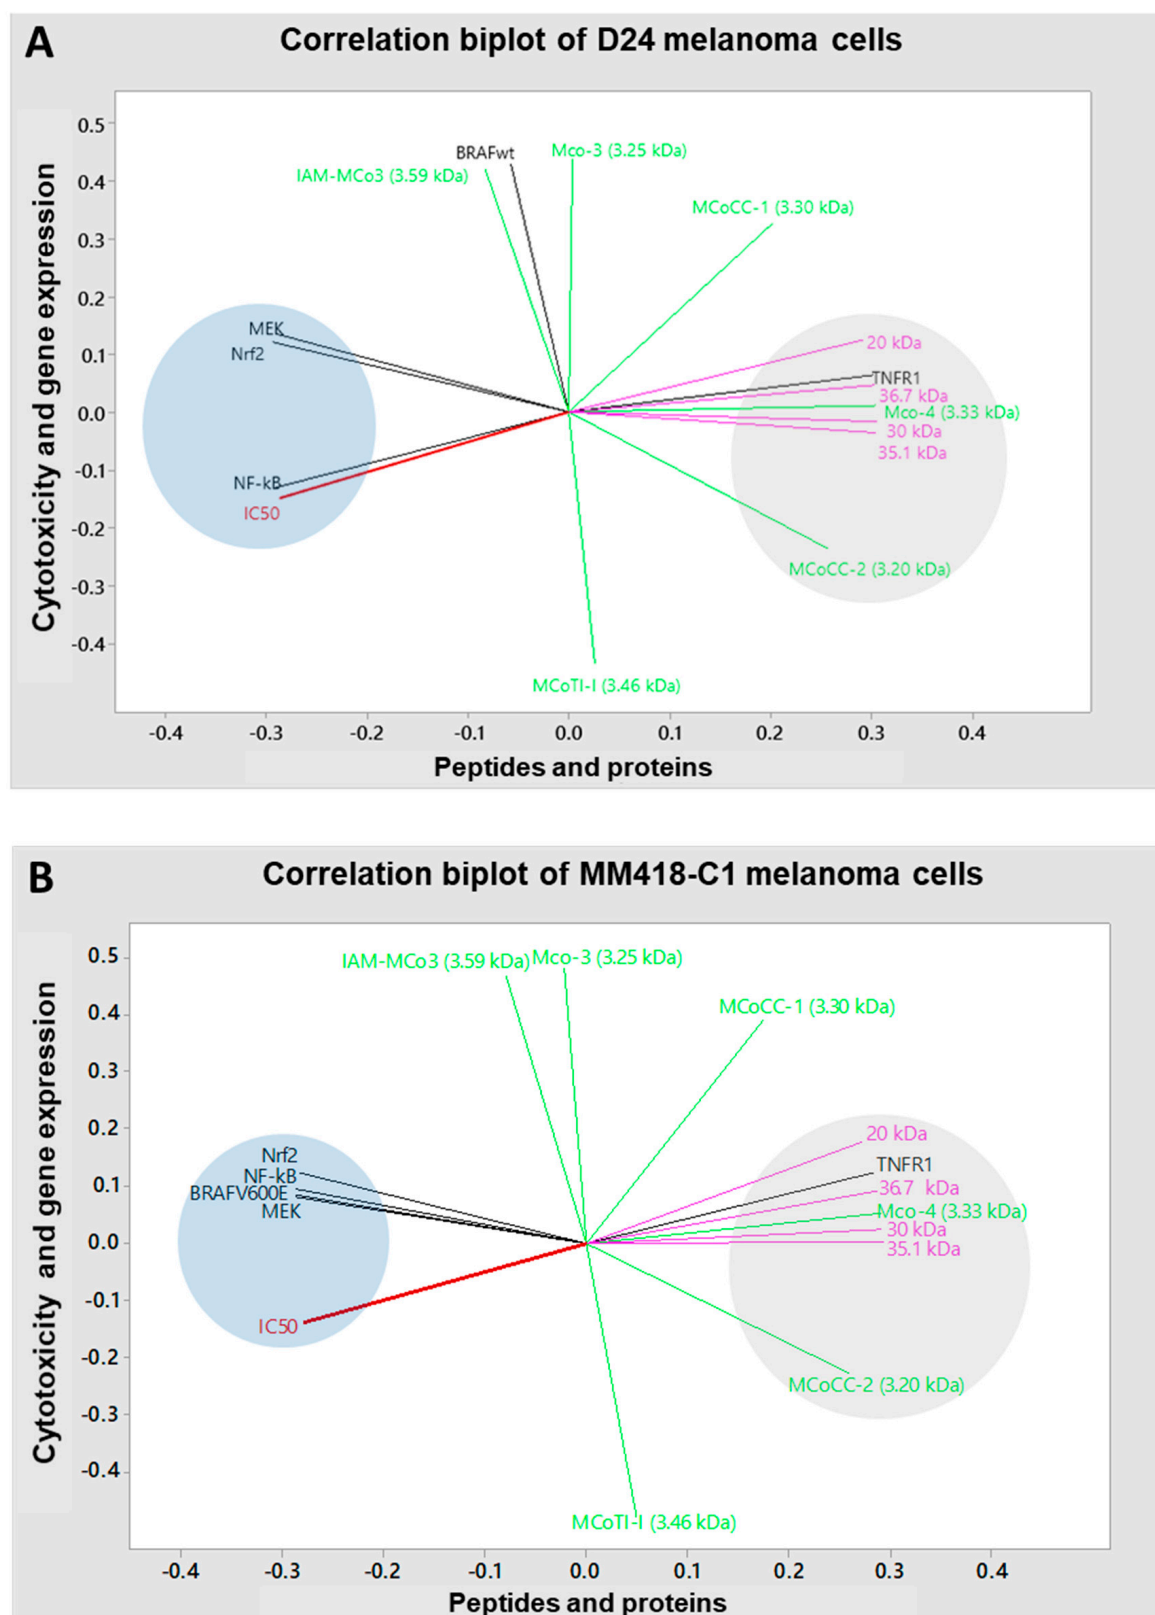 A
Correlation biplot of D24 melanoma cells
Cytotoxicity and gene expression
0.5
0.4
0.3
0.2
0.1
0.0
-0.1
-0.2
-0.3
-0.4
BRAFwt
Mco-3 (3.25 kDa)
IAM-MCo3 (3.59 kDa)
MCoCC-1 (3.30 kDa)
MEK
Nrf2
20 kDa
TNFR1
36.7 kDa
Mco-4 (3.33 kDa)
30 kDa
35.1 kDa
NF-kB
IC50
MCoCC-2 (3.20 kDa)
MCoTI-I (3.46 kDa)
-0.4 -0.3 -0.2 -0.1 0.0 0.1 0.2 0.3 0.4
Peptides and proteins
B
Correlation biplot of MM418-C1 melanoma cells
Cytotoxicity and gene expression
0.5
0.4
0.3
0.2
0.1
0.0
-0.1
-0.2
-0.3
-0.4
IAM-MCo3 (3.59 kDa)
Mco-3 (3.25 kDa)
MCoCC-1 (3.30 kDa)
Nrf2
NF-kB
BRAFV600E
MEK
20 kDa
TNFR1
36.7 kDa
Mco-4 (3.33 kDa)
30 kDa
35.1 kDa
IC50
MCoCC-2 (3.20 kDa)
MCoTI-I (3.46 kDa)
-0.4 -0.3 -0.2 -0.1 0.0 0.1 0.2 0.3 0.4
Peptides and proteins